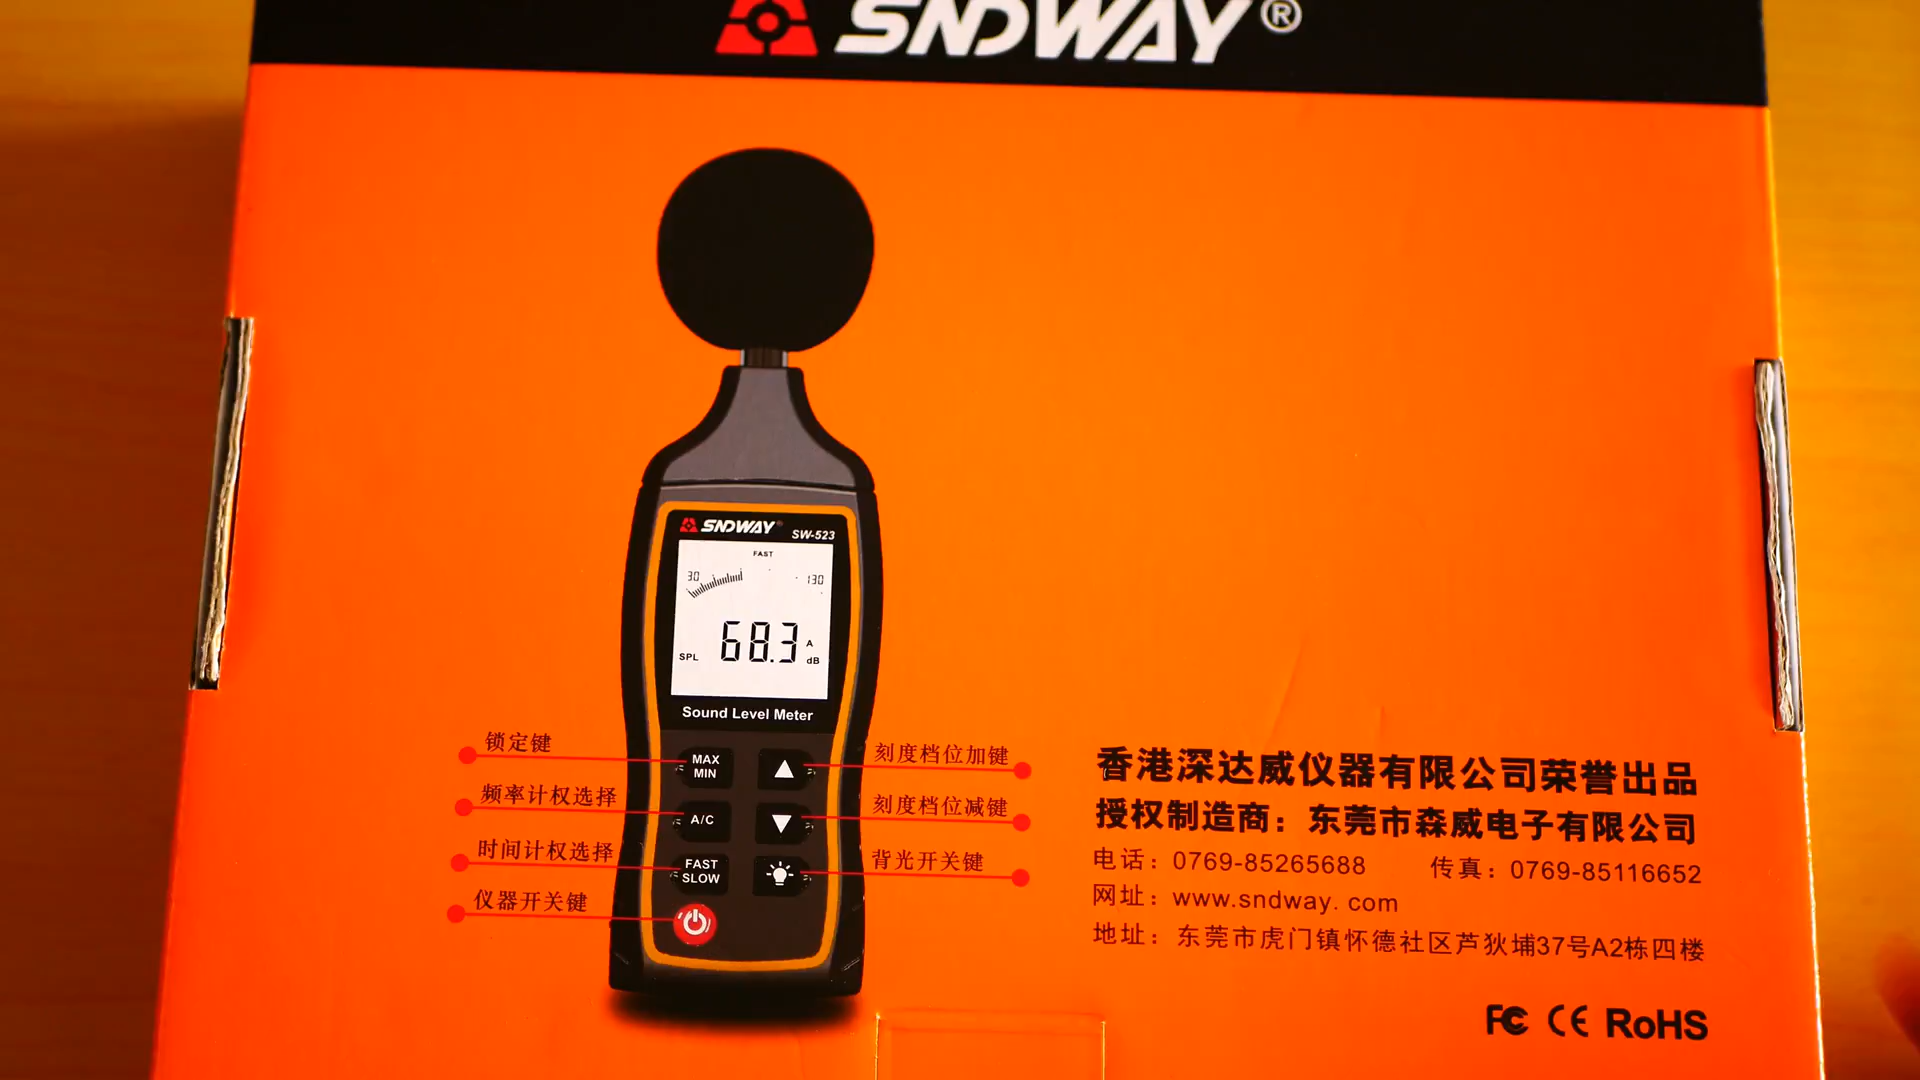 SNDWAY®
SNDWAY SW-523
FAST
30 130
68.3 A
SPL dB
Sound Level Meter
锁定键
MAX
MIN
刻度档位加键
频率计权选择
A/C
刻度档位减键
时间计权选择
FAST
SLOW
背光开关键
仪器开关键
香港深达威仪器有限公司荣誉出品
授权制造商：东莞市森威电子有限公司
电话：0769-85265688 传真：0769-85116652
网址：www.sndway. com
地址：东莞市虎门镇怀德社区芦狄埔37号A2栋四楼
FC CE RoHS